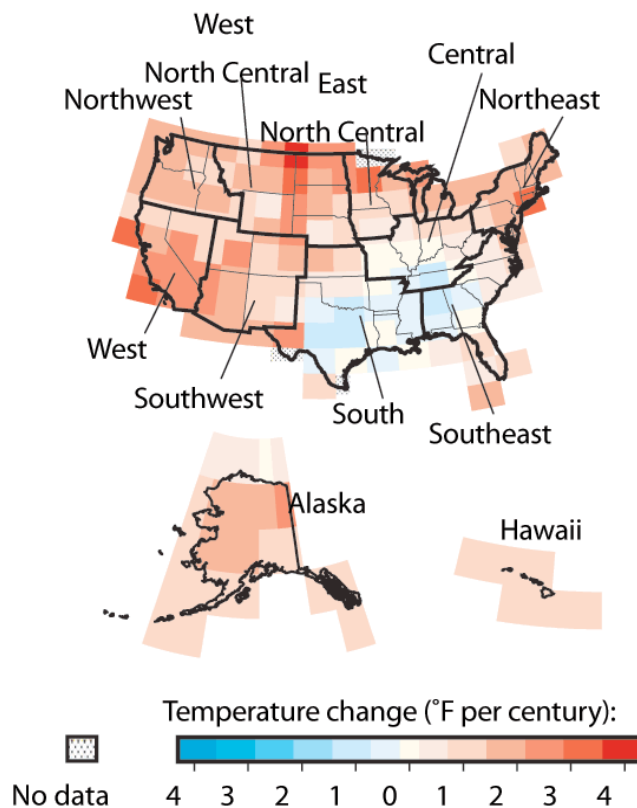 West
North Central
Northwest
East
North Central
Central
Northeast
West
Southwest
South
Southeast
Alaska
Hawaii
Temperature change (°F per century):
No data
4 3 2 1 0 1 2 3 4